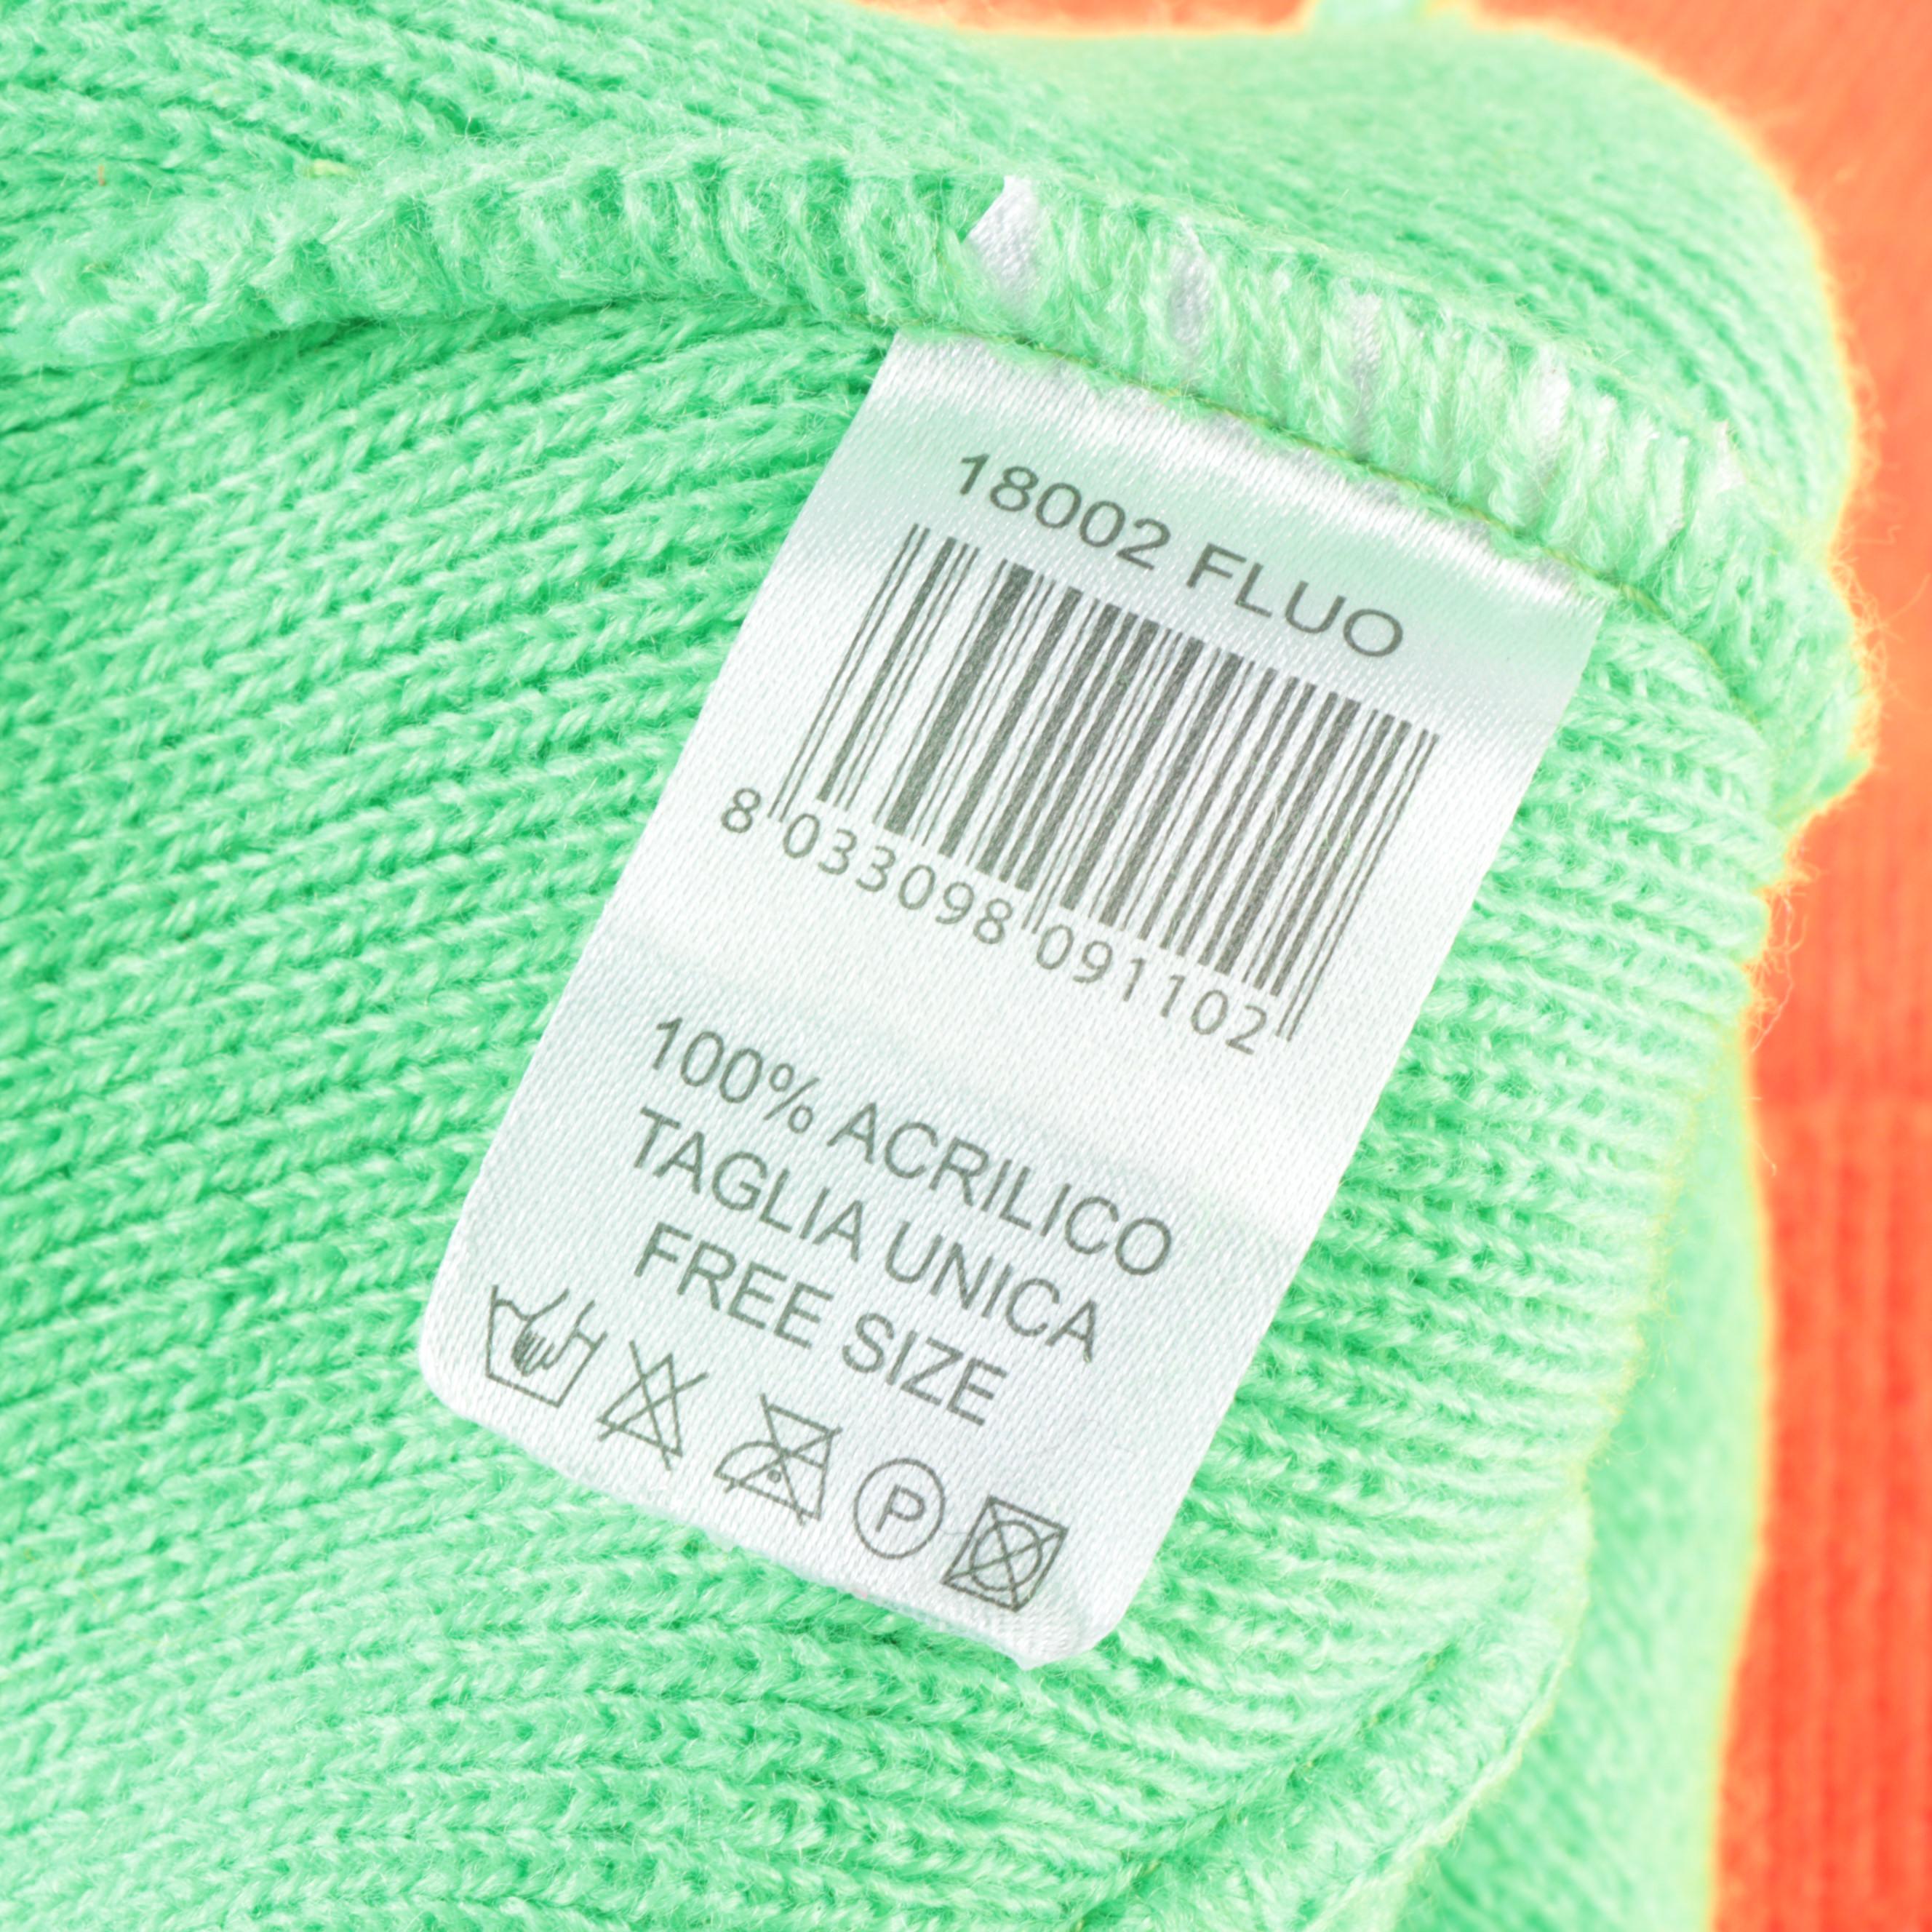 18002 FLUO
8 033098 091102
100% ACRILICO
TAGLIA UNICA
FREE SIZE
P